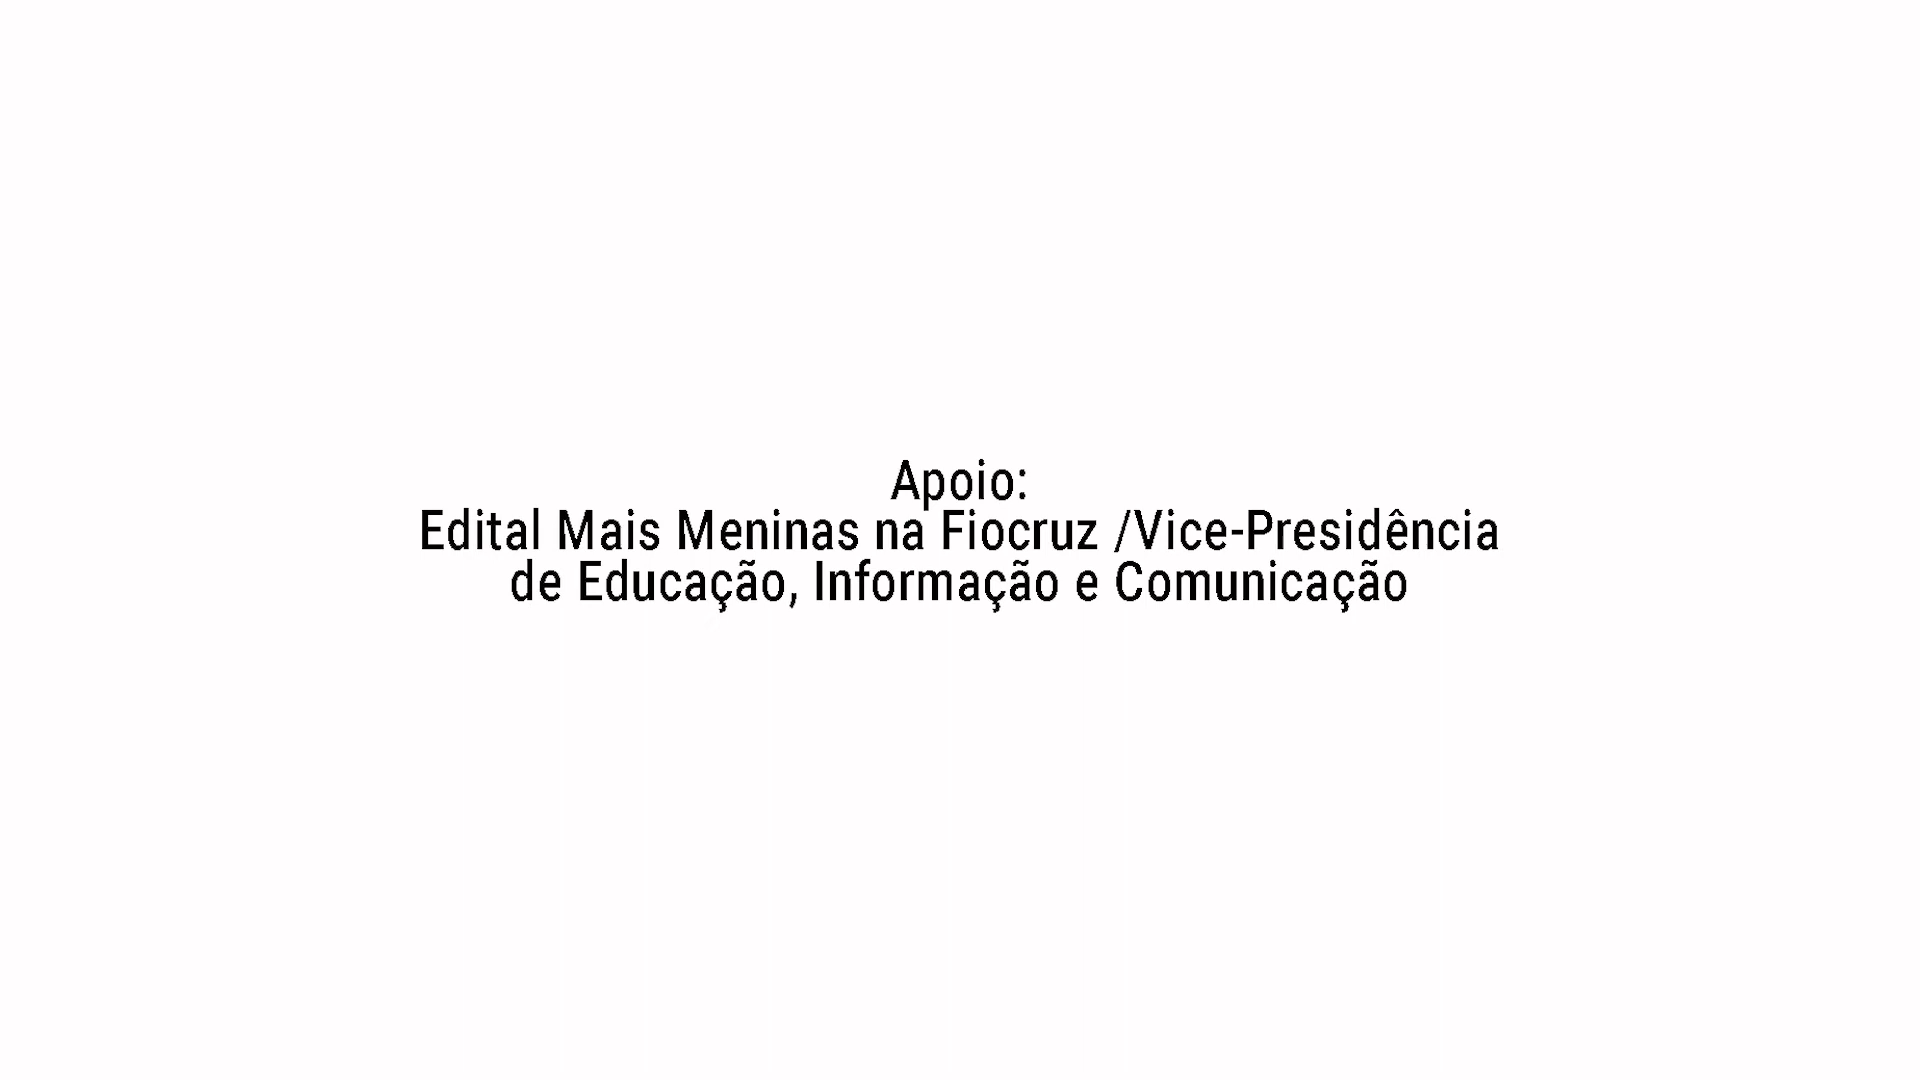 Apoio:
Edital Mais Meninas na Fiocruz /Vice-Presidência
de Educação, Informação e Comunicação